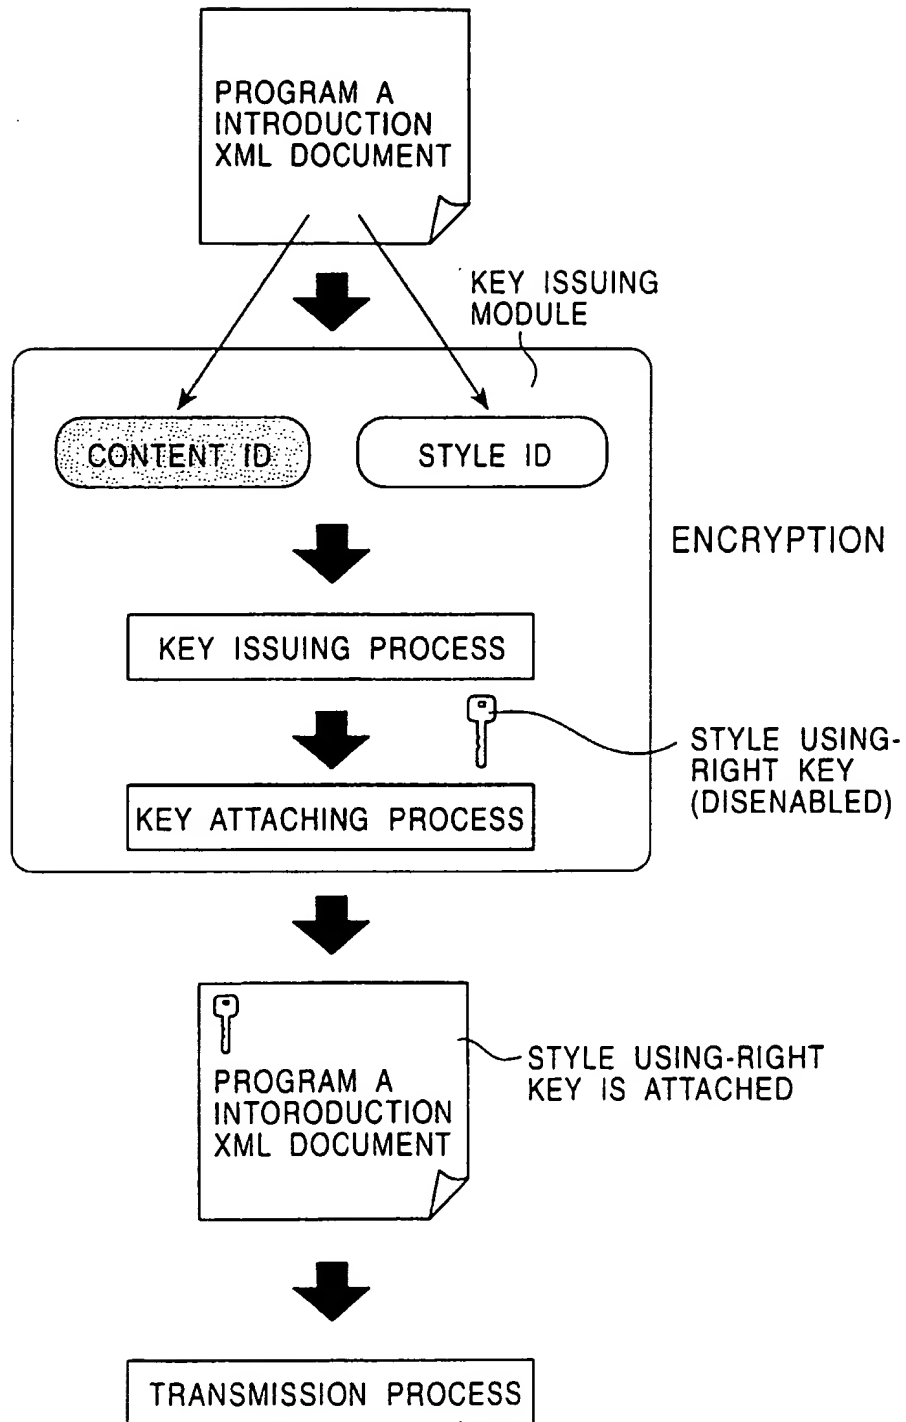 PROGRAM A
INTRODUCTION
XML DOCUMENT
KEY ISSUING
MODULE
CONTENT ID
STYLE ID
ENCRYPTION
KEY ISSUING PROCESS
STYLE USING-
RIGHT KEY
(DISENABLED)
KEY ATTACHING PROCESS
STYLE USING-RIGHT
KEY IS ATTACHED
PROGRAM A
INTORODUCTION
XML DOCUMENT
TRANSMISSION PROCESS